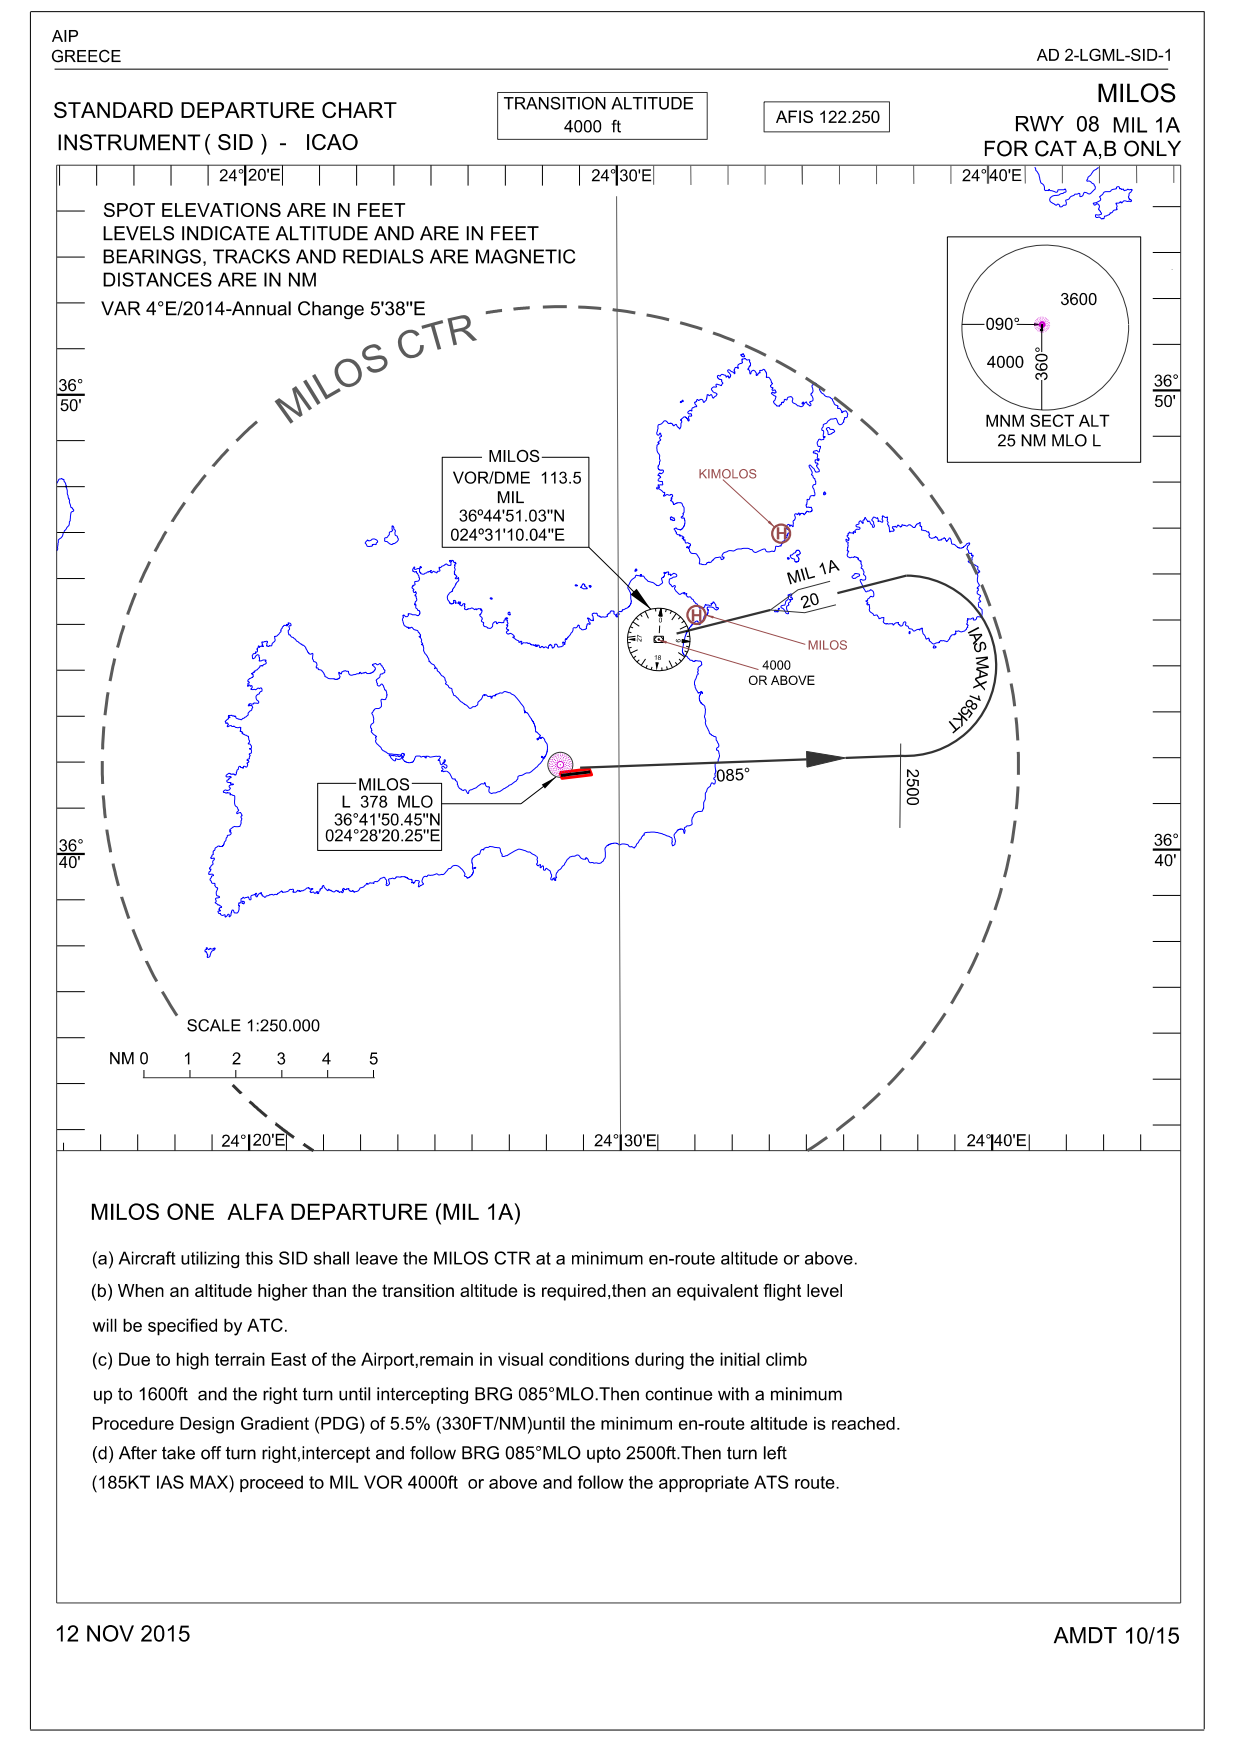 AIP
GREECE
AD 2-LGML-SID-1
STANDARD DEPARTURE CHART
INSTRUMENT ( SID ) - ICAO
TRANSITION ALTITUDE
4000 ft
AFIS 122.250
MILOS
RWY 08 MIL 1A
FOR CAT A,B ONLY
24°20'E
24°30'E
24°40'E
SPOT ELEVATIONS ARE IN FEET
LEVELS INDICATE ALTITUDE AND ARE IN FEET
BEARINGS, TRACKS AND REDIALS ARE MAGNETIC
DISTANCES ARE IN NM
VAR 4°E/2014-Annual Change 5'38"E
MILOS CTR
3600
090°
4000
360°
MNM SECT ALT
25 NM MLO L
36°
50'
36°
50'
MILOS
VOR/DME 113.5
MIL
36°44'51.03"N
024°31'10.04"E
KIMOLOS
H
MIL 1A
20
H
MILOS
4000
OR ABOVE
IAS MAX 185KT
0
27
18
085°
2500
MILOS
L 378 MLO
36°41'50.45"N
024°28'20.25"E
36°
40'
36°
40'
SCALE 1:250.000
NM 0 1 2 3 4 5
24°20'E
24°30'E
24°40'E
MILOS ONE ALFA DEPARTURE (MIL 1A)
(a) Aircraft utilizing this SID shall leave the MILOS CTR at a minimum en-route altitude or above.
(b) When an altitude higher than the transition altitude is required,then an equivalent flight level
will be specified by ATC.
(c) Due to high terrain East of the Airport,remain in visual conditions during the initial climb
up to 1600ft and the right turn until intercepting BRG 085°MLO.Then continue with a minimum
Procedure Design Gradient (PDG) of 5.5% (330FT/NM)until the minimum en-route altitude is reached.
(d) After take off turn right,intercept and follow BRG 085°MLO upto 2500ft.Then turn left
(185KT IAS MAX) proceed to MIL VOR 4000ft or above and follow the appropriate ATS route.
12 NOV 2015
AMDT 10/15